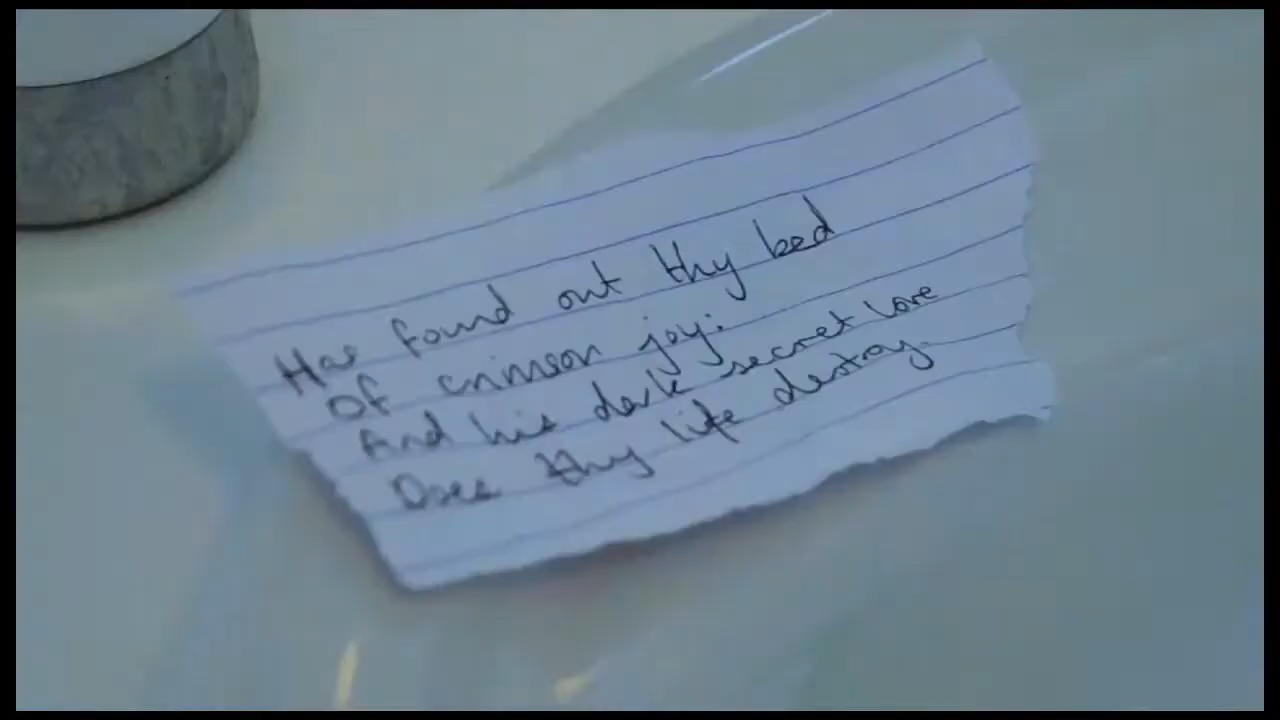 Has found out thy bed
Of crimson joy:
And his dark secret love
Does thy life destroy.